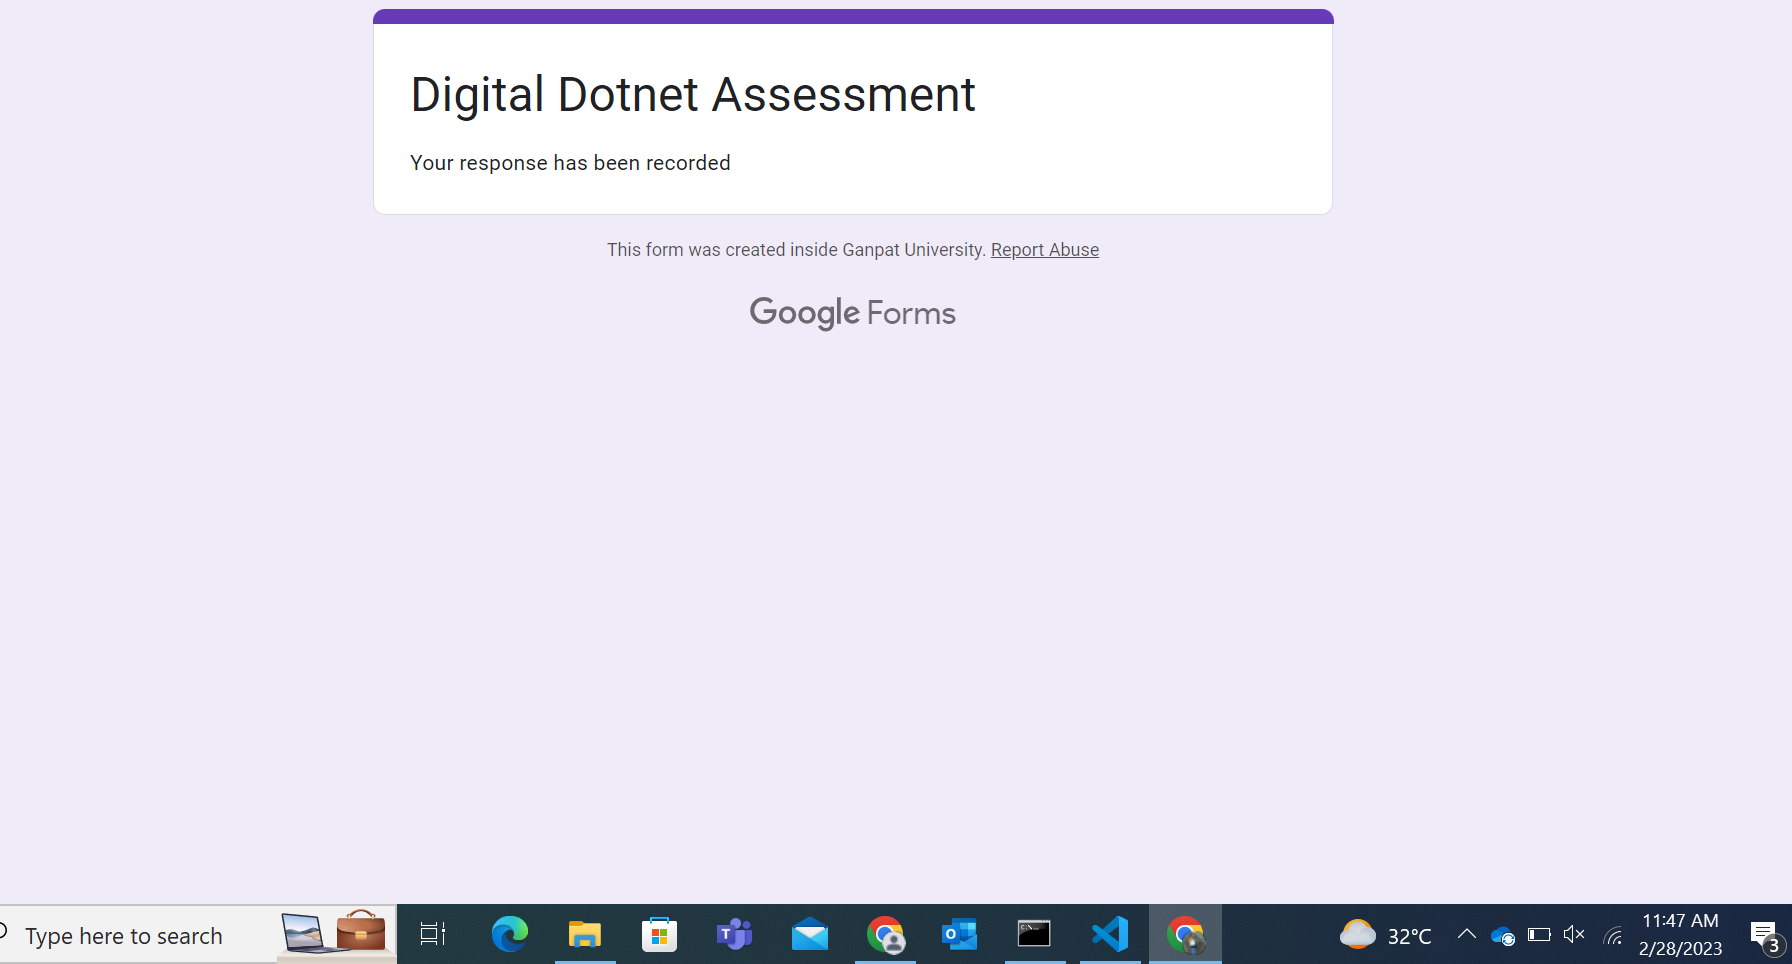 Digital Dotnet Assessment
Your response has been recorded
This form was created inside Ganpat University. Report Abuse
Google Forms
Type here to search
32°C
11:47 AM
2/28/2023
3